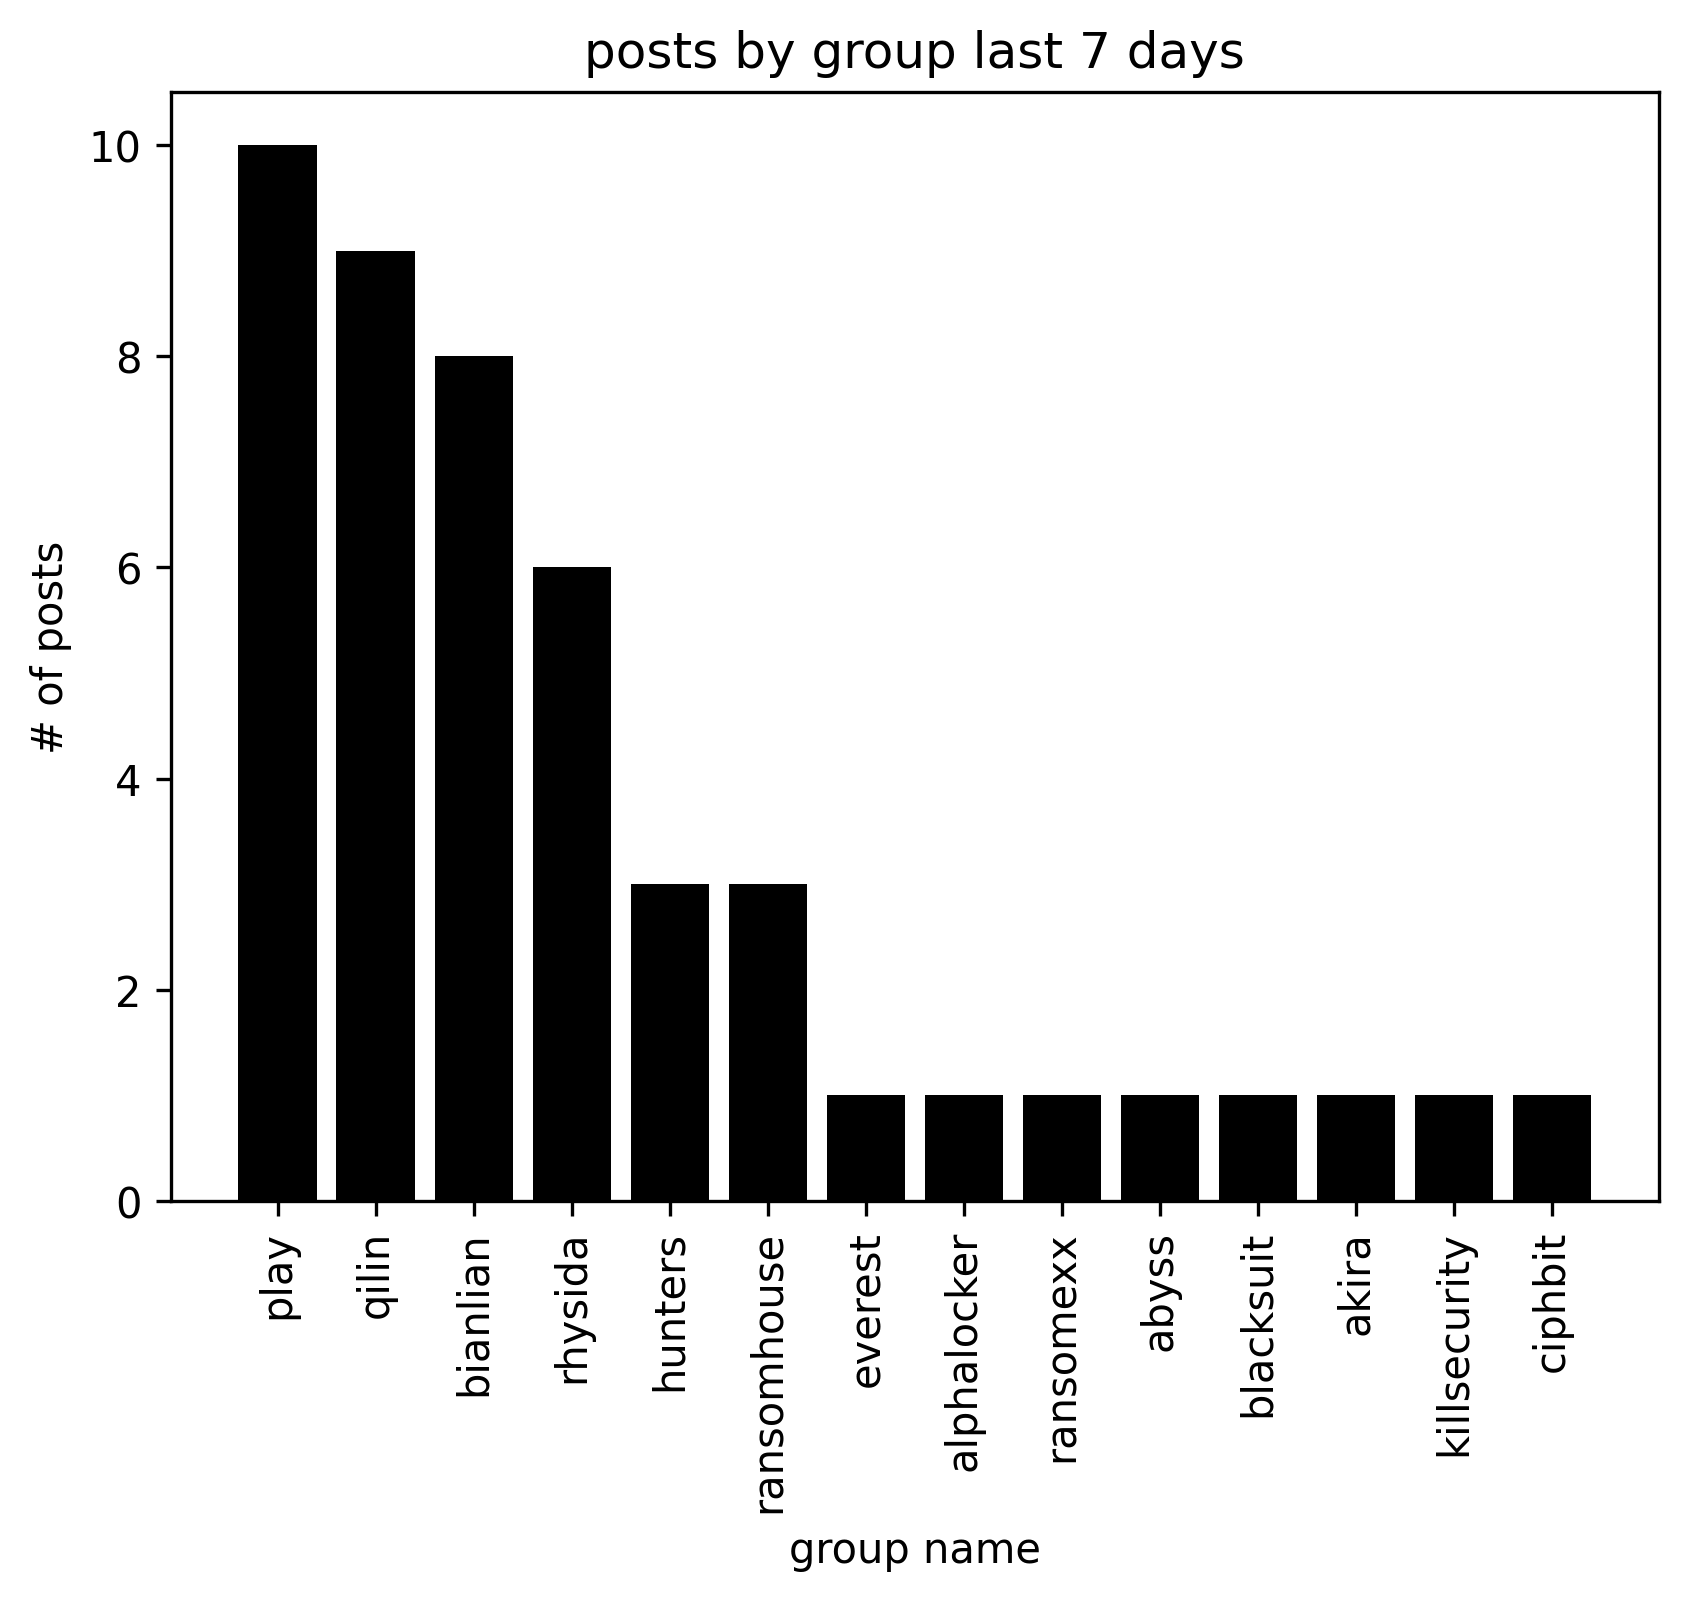 posts by group last 7 days
# of posts
10
8
6
4
2
0
play
qilin
bianlian
rhysida
hunters
ransomhouse
everest
alphalocker
ransomexx
abyss
blacksuit
akira
killsecurity
ciphbit
group name